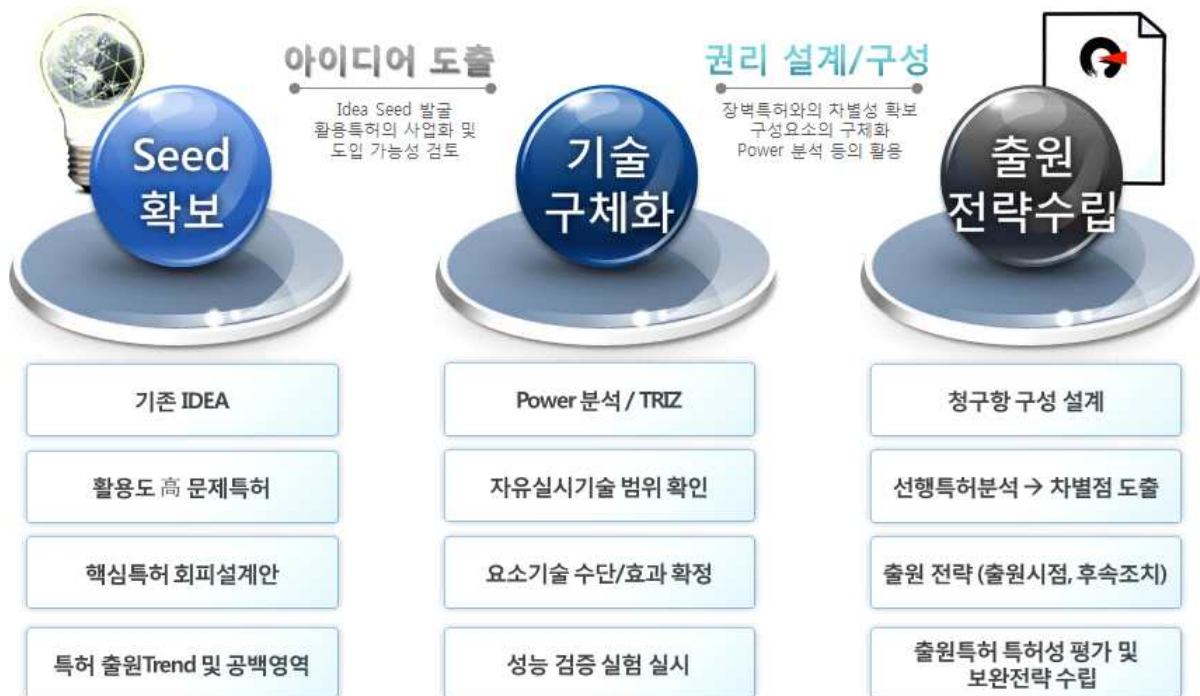 아이디어 도출
Idea Seed 발굴
활용특허의 사업화 및
도입 가능성 검토
권리 설계/구성
장벽특허와의 차별성 확보
구성요소의 구체화
Power 분석 등의 활용
Seed
확보
기술
구체화
출원
전략수립
기존 IDEA
Power 분석 / TRIZ
청구항 구성 설계
활용도 高 문제특허
자유실시기술 범위 확인
선행특허분석 → 차별점 도출
핵심특허 회피설계안
요소기술 수단/효과 확정
출원 전략 (출원시점, 후속조치)
특허 출원Trend 및 공백영역
성능 검증 실험 실시
출원특허 특허성 평가 및
보완전략 수립